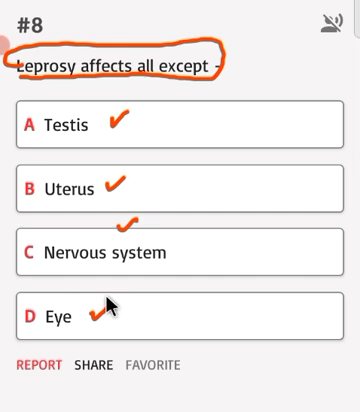 #8
Leprosy affects all except -
A Testis
B Uterus
C Nervous system
D Eye
REPORT SHARE FAVORITE